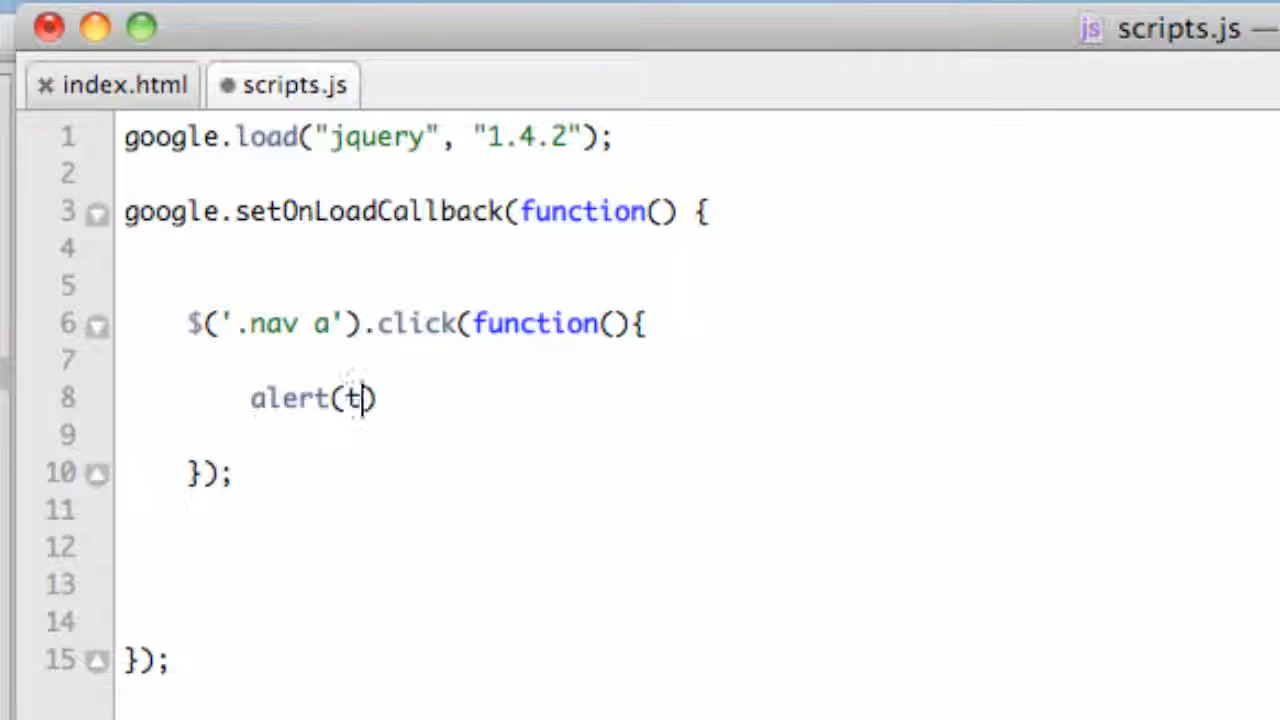 scripts.js —
index.html
scripts.js
1 google.load("jquery", "1.4.2");
2
3 google.setOnLoadCallback(function() {
4
5
6 $('.nav a').click(function(){
7
8 alert(t)
9
10 });
11
12
13
14
15 });